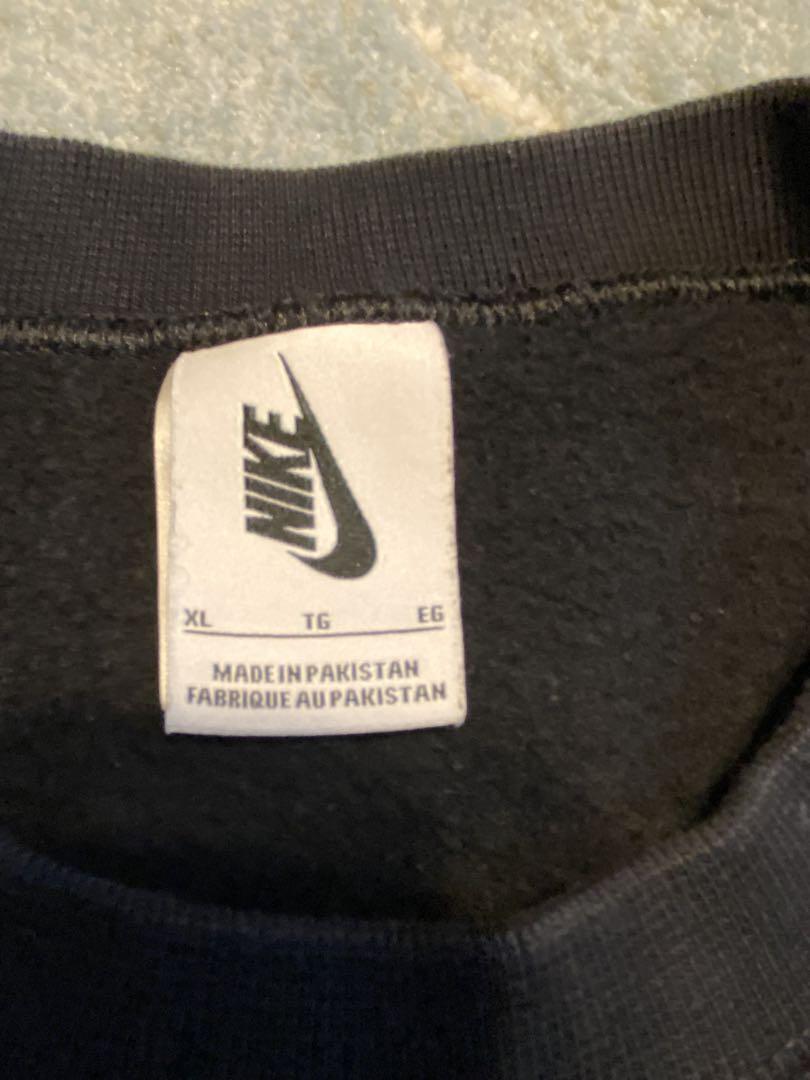 NIKE
XL TG EG
MADE IN PAKISTAN
FABRIQUE AU PAKISTAN